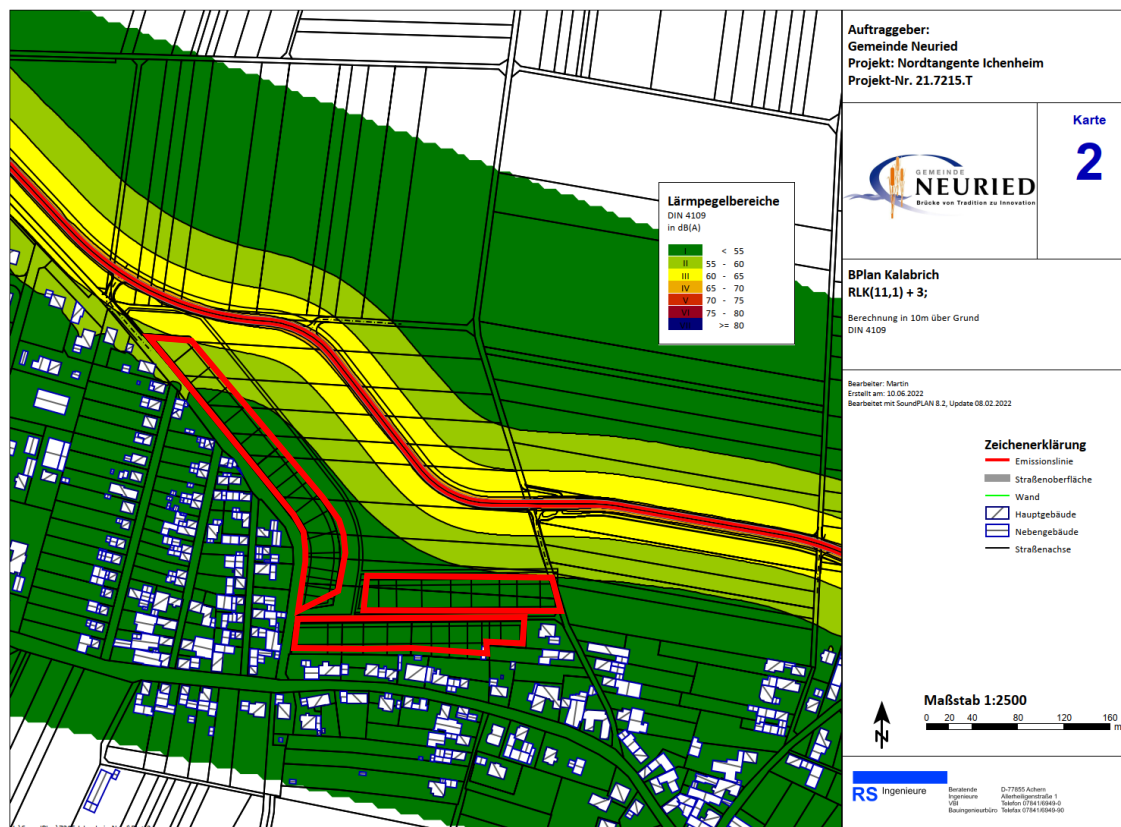 Auftraggeber:
Gemeinde Neuried
Projekt: Nordtangente Ichenheim
Projekt-Nr. 21.7215.T
Karte
2
GEMEINDE
NEURIED
Brücke von Tradition zu Innovation
BPlan Kalabrich
RLK(11,1) + 3;
Berechnung in 10m über Grund
DIN 4109
Bearbeiter: Martin
Erstellt am: 10.06.2022
Bearbeitet mit SoundPLAN 8.2, Update 08.02.2022
Lärmpegelbereiche
DIN 4109
in dB(A)
I < 55
II 55 - 60
III 60 - 65
IV 65 - 70
V 70 - 75
VI 75 - 80
>= 80
Zeichenerklärung
Emissionslinie
Straßenoberfläche
Wand
Hauptgebäude
Nebengebäude
Straßenachse
Maßstab 1:2500
0 20 40 80 120 160
m
N
RS Ingenieure
Beratende D-77855 Achern
Ingenieure Allerheiligenstraße 1
VBI Telefon 07841/6949-0
Bauingenieurbüro Telefax 07841/6949-90